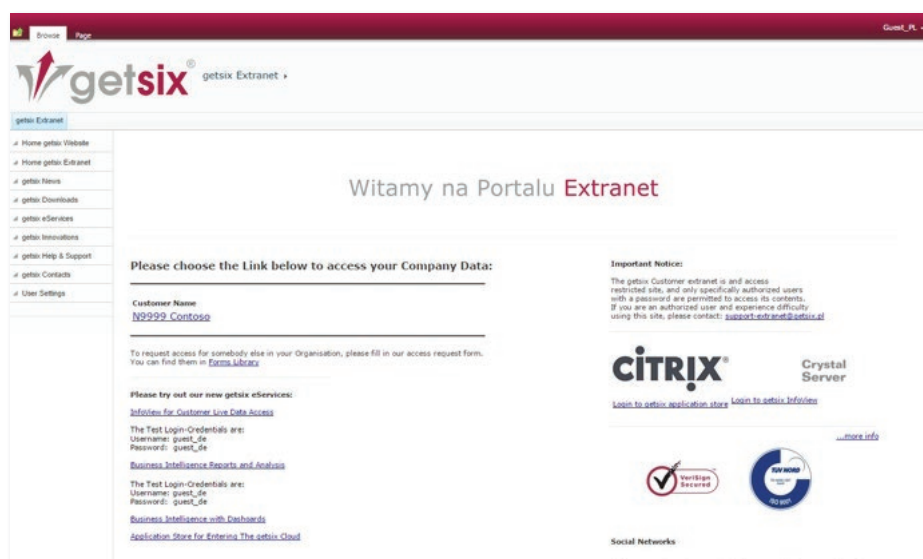 Browse Page
Guest_PL
getsix®
getsix Extranet
getsix Extranet
Home getsix Website
Home getsix Extranet
getsix News
getsix Downloads
getsix eServices
getsix Innovations
getsix Help & Support
getsix Contacts
User Settings
Witamy na Portalu Extranet
Please choose the Link below to access your Company Data:
Customer Name
N9999 Contoso
To request access for somebody else in your Organisation, please fill in our access request form.
You can find them in Forms Library
Please try out our new getsix eServices:
InfoView for Customer Live Data Access
The Test Login-Credentials are:
Username: guest_de
Password: guest_de
Business Intelligence Reports and Analysis
The Test Login-Credentials are:
Username: guest_de
Password: guest_de
Business Intelligence with Dashoards
Application Store for Entering The getsix Cloud
Important Notice:
The getsix Customer extranet is and access
restricted site, and only specifically authorized users
with a password are permitted to access its contents.
If you are an authorized user and experience difficulty
using this site, please contact: support-extranet@getsix.pl
CITRIX®
Crystal
Server
Login to getsix application store
Login to getsix InfoView
...more info
VeriSign
Secured
TÜV NORD
ISO 9001
Social Networks